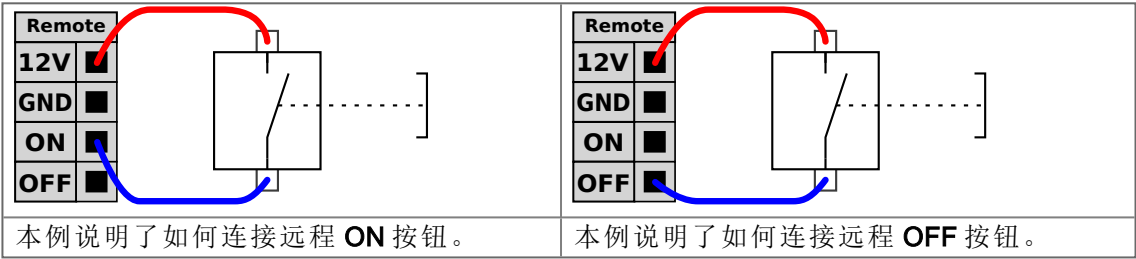 Remote
12V
GND
ON
OFF
本例说明了如何连接远程 ON 按钮。
Remote
12V
GND
ON
OFF
本例说明了如何连接远程 OFF 按钮。